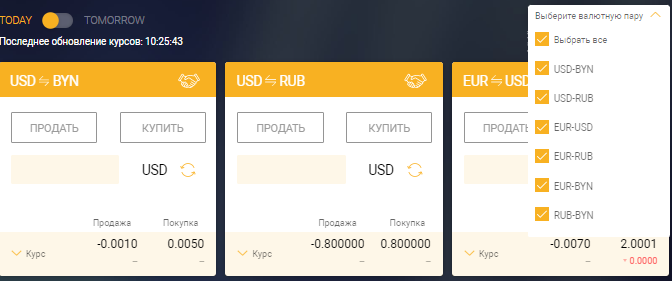 TODAY TOMORROW
Последнее обновление курсов: 10:25:43
Выберите валютную пару
Выбрать все
USD-BYN
USD-RUB
EUR-USD
EUR-RUB
EUR-BYN
RUB-BYN
USD BYN
ПРОДАТЬ КУПИТЬ
USD
Продажа Покупка
Курс -0.0010 0.0050
– –
USD RUB
ПРОДАТЬ КУПИТЬ
USD
Продажа Покупка
Курс -0.800000 0.800000
– –
EUR USD
Курс -0.0070 2.0001
– + 0.0000